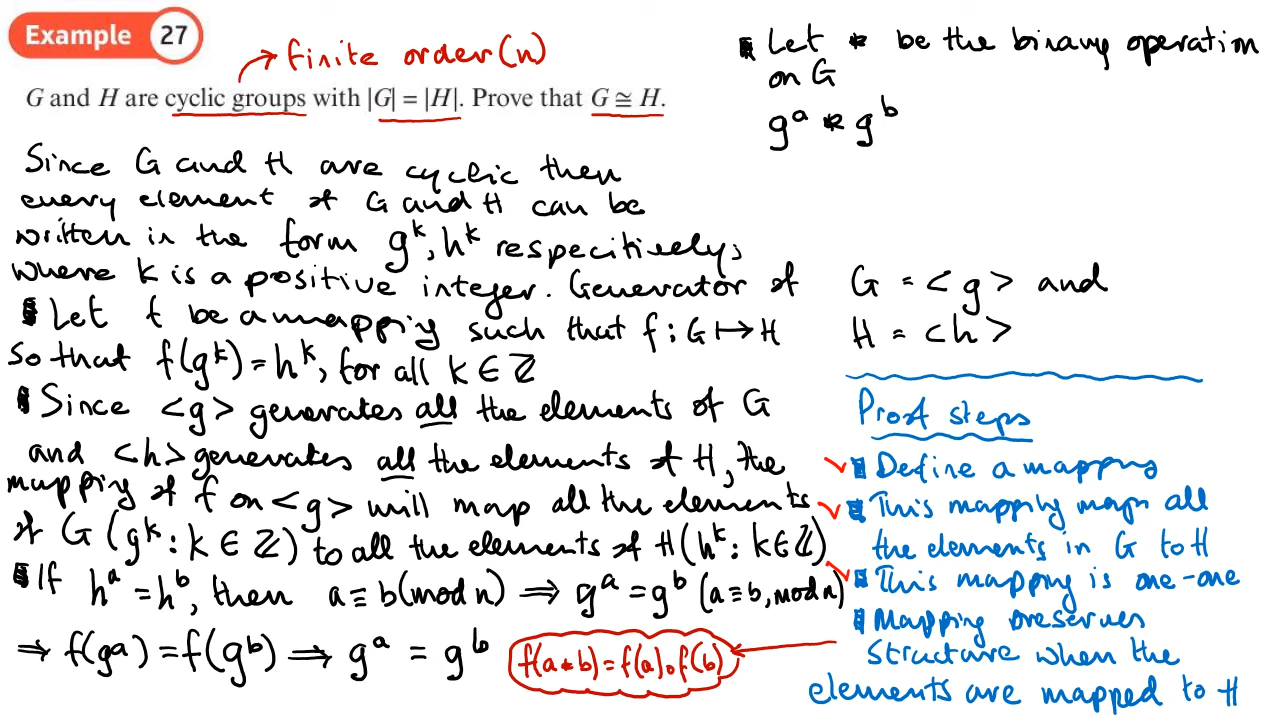 Example 27
→ finite order (n)
G and H are cyclic groups with |G| = |H|. Prove that G ≅ H.
Since G and H are cyclic then
every element of G and H can be
written in the form g^k, h^k respecitively,
where k is a positive integer. Generator of
G = <g> and
H = <h>
Let f be a mapping such that f : G ↦ H
so that f(g^k) = h^k, for all k ∈ ℤ
Since <g> generates all the elements of G
and <h> generates all the elements of H, the
mapping of f on <g> will map all the elements
of G (g^k : k ∈ ℤ) to all the elements of H (h^k : k ∈ ℤ)
If h^a = h^b, then a ≡ b (mod n) ⟹ g^a = g^b (a ≡ b, mod n)
⟹ f(g^a) = f(g^b) ⟹ g^a = g^b
f(a * b) = f(a) ∘ f(b)
Let * be the binary operation
on G
g^a * g^b
Proof steps
Define a mapping
This mapping maps all
the elements in G to H
This mapping is one-one
Mapping preserves
structure when the
elements are mapped to H